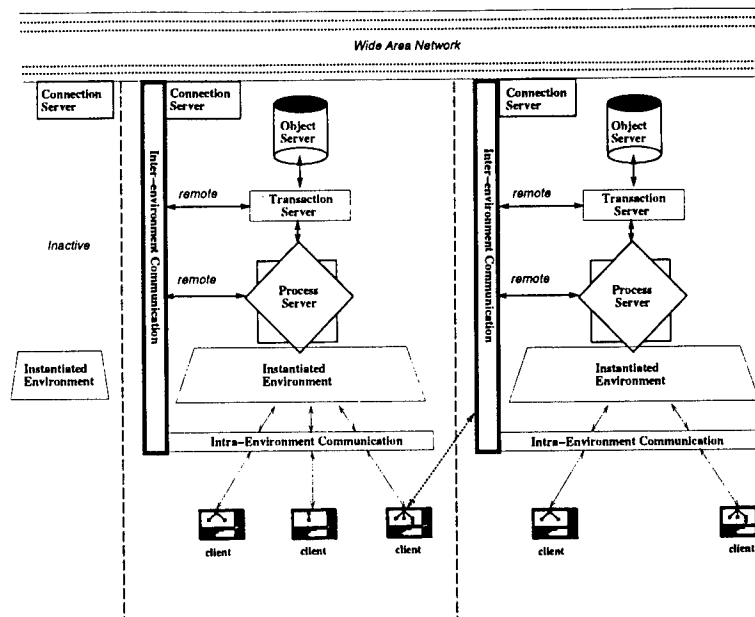 Wide Area Network
Connection
Server
Connection
Server
Connection
Server
Object
Server
Object
Server
Inter-environment Communication
Inter-environment Communication
remote
Transaction
Server
remote
Transaction
Server
Inactive
remote
Process
Server
remote
Process
Server
Instantiated
Environment
Instantiated
Environment
Instantiated
Environment
Intra-Environment Communication
Intra-Environment Communication
client
client
client
client
client